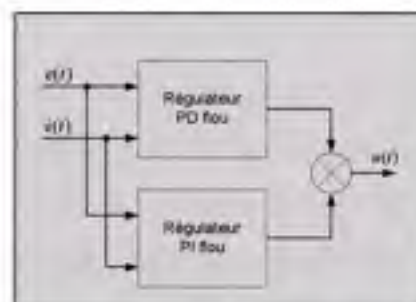 e(t)
ė(t)
Régulateur
PD flou
Régulateur
PI flou
u(t)